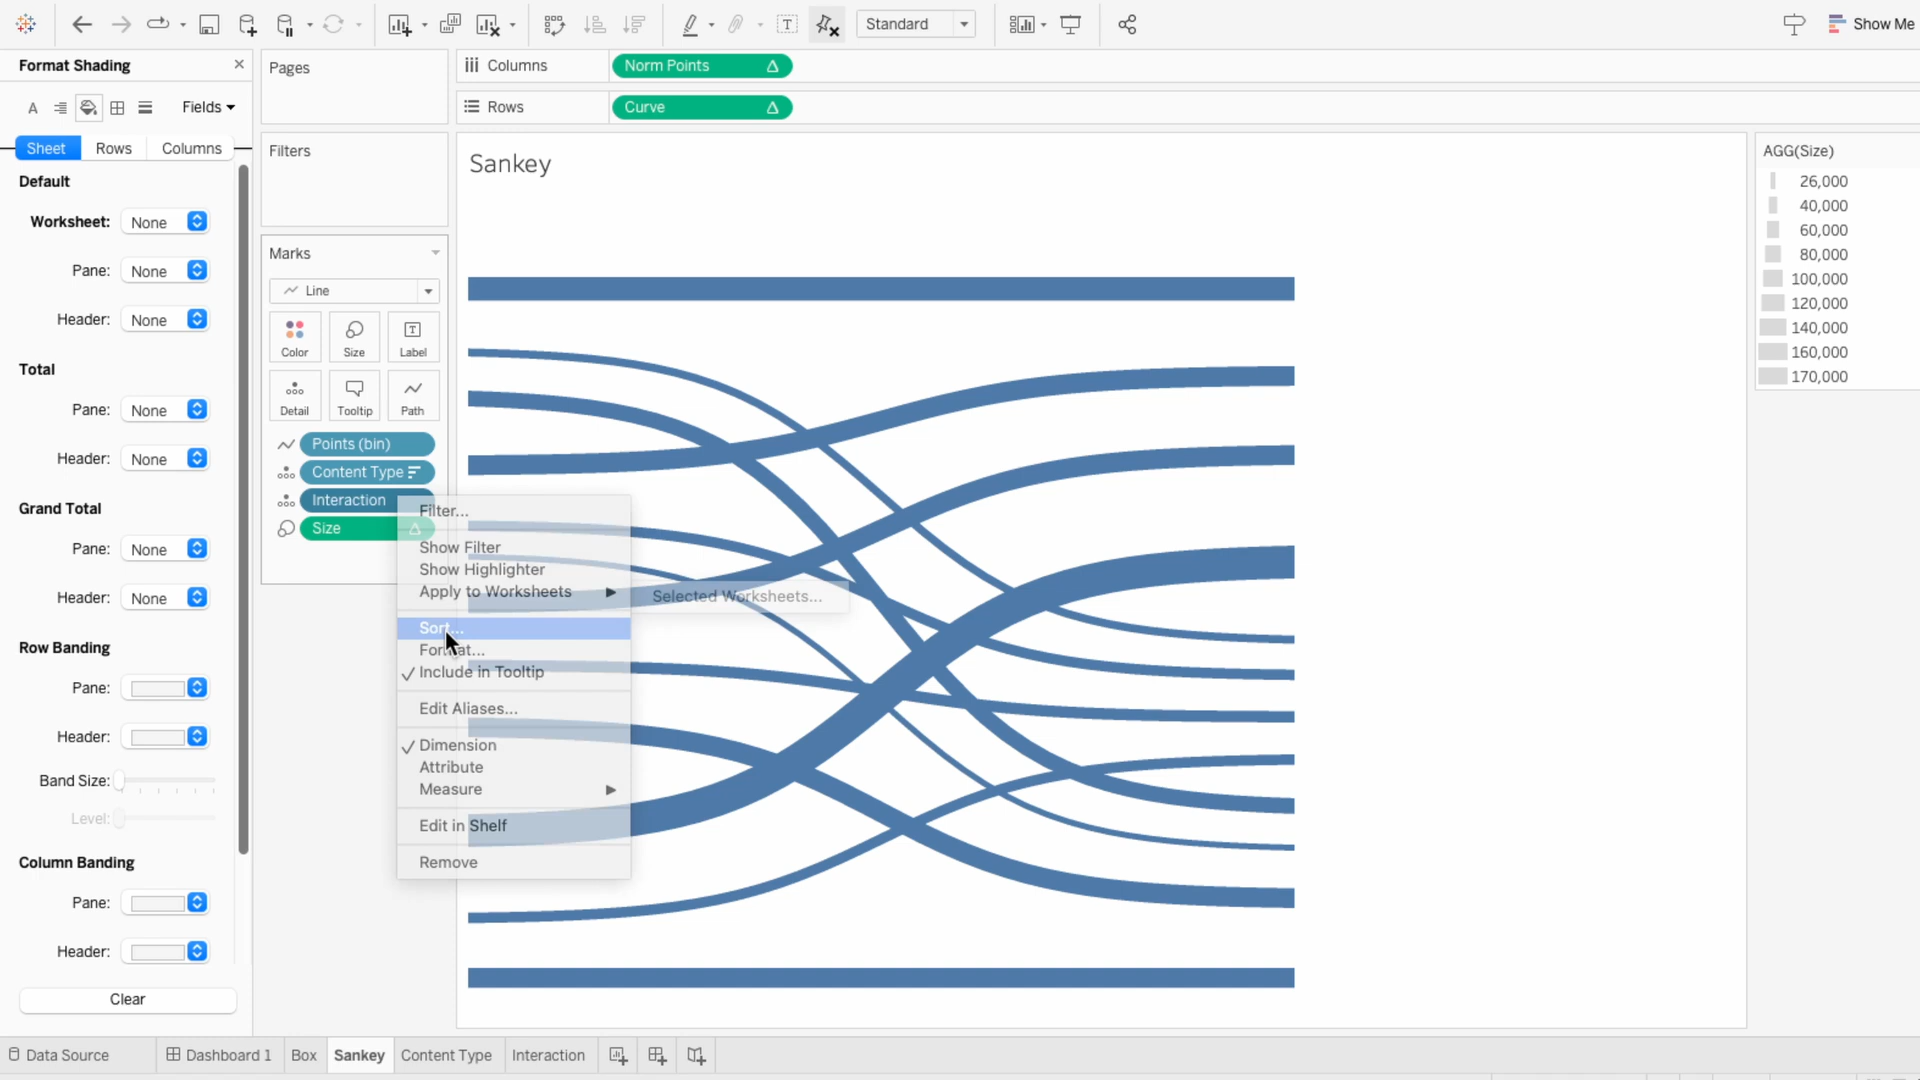 Standard
Show Me
Format Shading
Fields
Sheet
Rows
Columns
Default
Worksheet: None
Pane: None
Header: None
Total
Pane: None
Header: None
Grand Total
Pane: None
Header: None
Row Banding
Pane:
Header:
Band Size:
Level:
Column Banding
Pane:
Header:
Clear
Pages
Filters
Marks
Line
Color
Size
Label
Detail
Tooltip
Path
Points (bin)
Content Type
Interaction
Size
Columns
Norm Points
Rows
Curve
Sankey
Filter...
Show Filter
Show Highlighter
Apply to Worksheets
Selected Worksheets...
Sort...
Format...
Include in Tooltip
Edit Aliases...
Dimension
Attribute
Measure
Edit in Shelf
Remove
AGG(Size)
26,000
40,000
60,000
80,000
100,000
120,000
140,000
160,000
170,000
Data Source
Dashboard 1
Box
Sankey
Content Type
Interaction